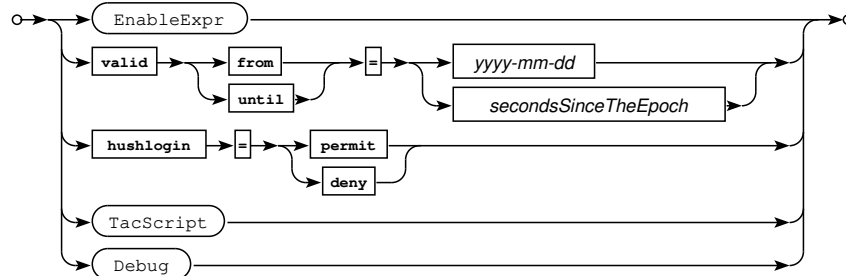 EnableExpr
valid from = yyyy-mm-dd
until secondsSinceTheEpoch
hushlogin = permit
deny
TacScript
Debug